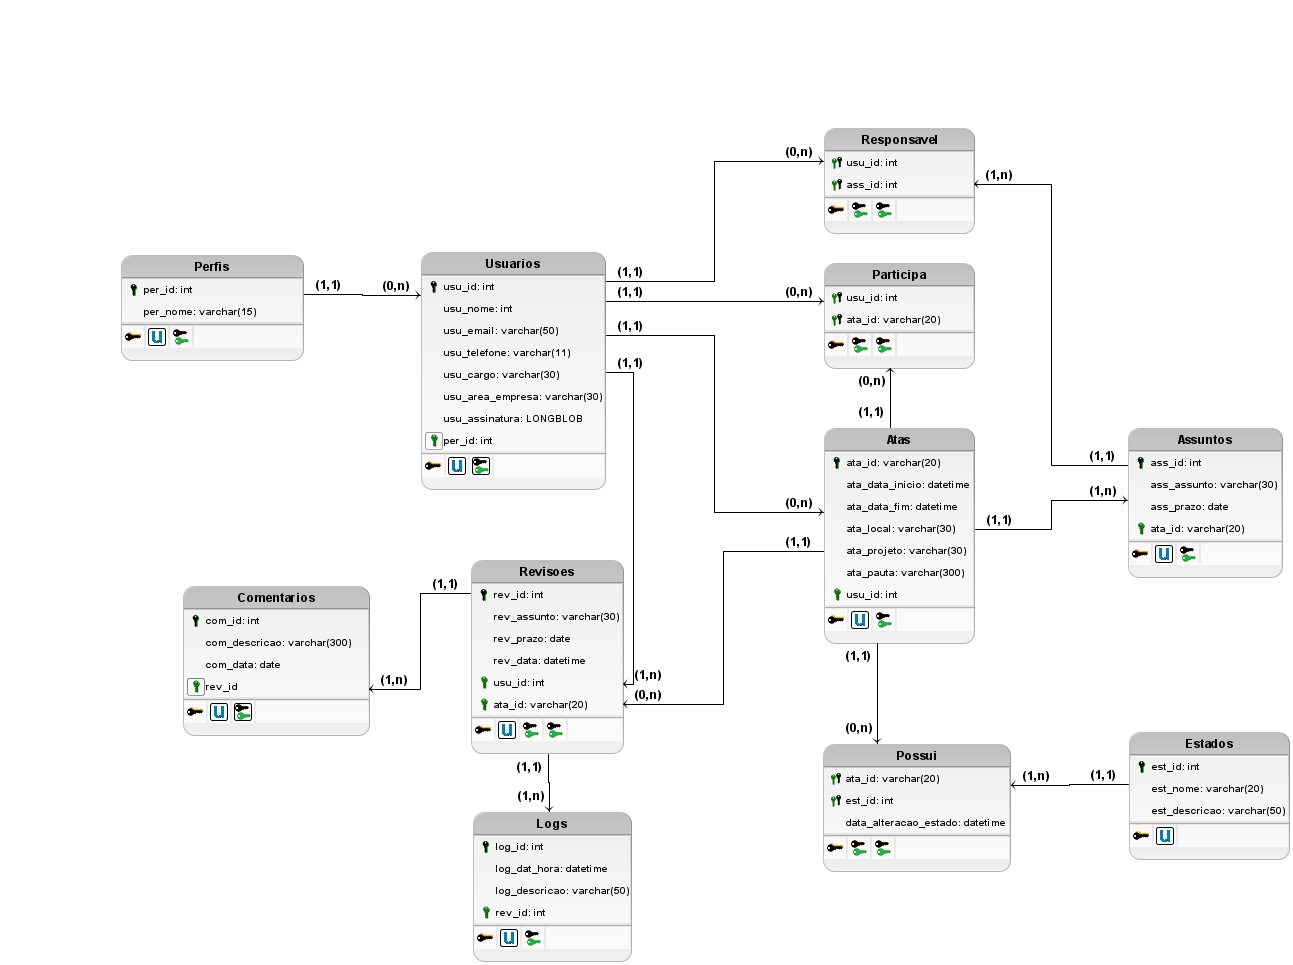 Responsavel
usu_id: int
ass_id: int
(0,n)
(1,n)
Perfis
per_id: int
per_nome: varchar(15)
(1,1)
(0,n)
Usuarios
usu_id: int
usu_nome: int
usu_email: varchar(50)
usu_telefone: varchar(11)
usu_cargo: varchar(30)
usu_area_empresa: varchar(30)
usu_assinatura: LONGBLOB
per_id: int
(1,1)
(1,1)
(1,1)
(1,1)
Participa
usu_id: int
ata_id: varchar(20)
(0,n)
(0,n)
(1,1)
Atas
ata_id: varchar(20)
ata_data_inicio: datetime
ata_data_fim: datetime
ata_local: varchar(30)
ata_projeto: varchar(30)
ata_pauta: varchar(300)
usu_id: int
(0,n)
(1,1)
(1,1)
(1,1)
Assuntos
ass_id: int
ass_assunto: varchar(30)
ass_prazo: date
ata_id: varchar(20)
(1,1)
(1,n)
Revisoes
rev_id: int
rev_assunto: varchar(30)
rev_prazo: date
rev_data: datetime
usu_id: int
ata_id: varchar(20)
(1,1)
(1,n)
(0,n)
(1,1)
Comentarios
com_id: int
com_descricao: varchar(300)
com_data: date
rev_id
(1,n)
(1,n)
Logs
log_id: int
log_dat_hora: datetime
log_descricao: varchar(50)
rev_id: int
(0,n)
Possui
ata_id: varchar(20)
est_id: int
data_alteracao_estado: datetime
(1,n)
(1,1)
Estados
est_id: int
est_nome: varchar(20)
est_descricao: varchar(50)